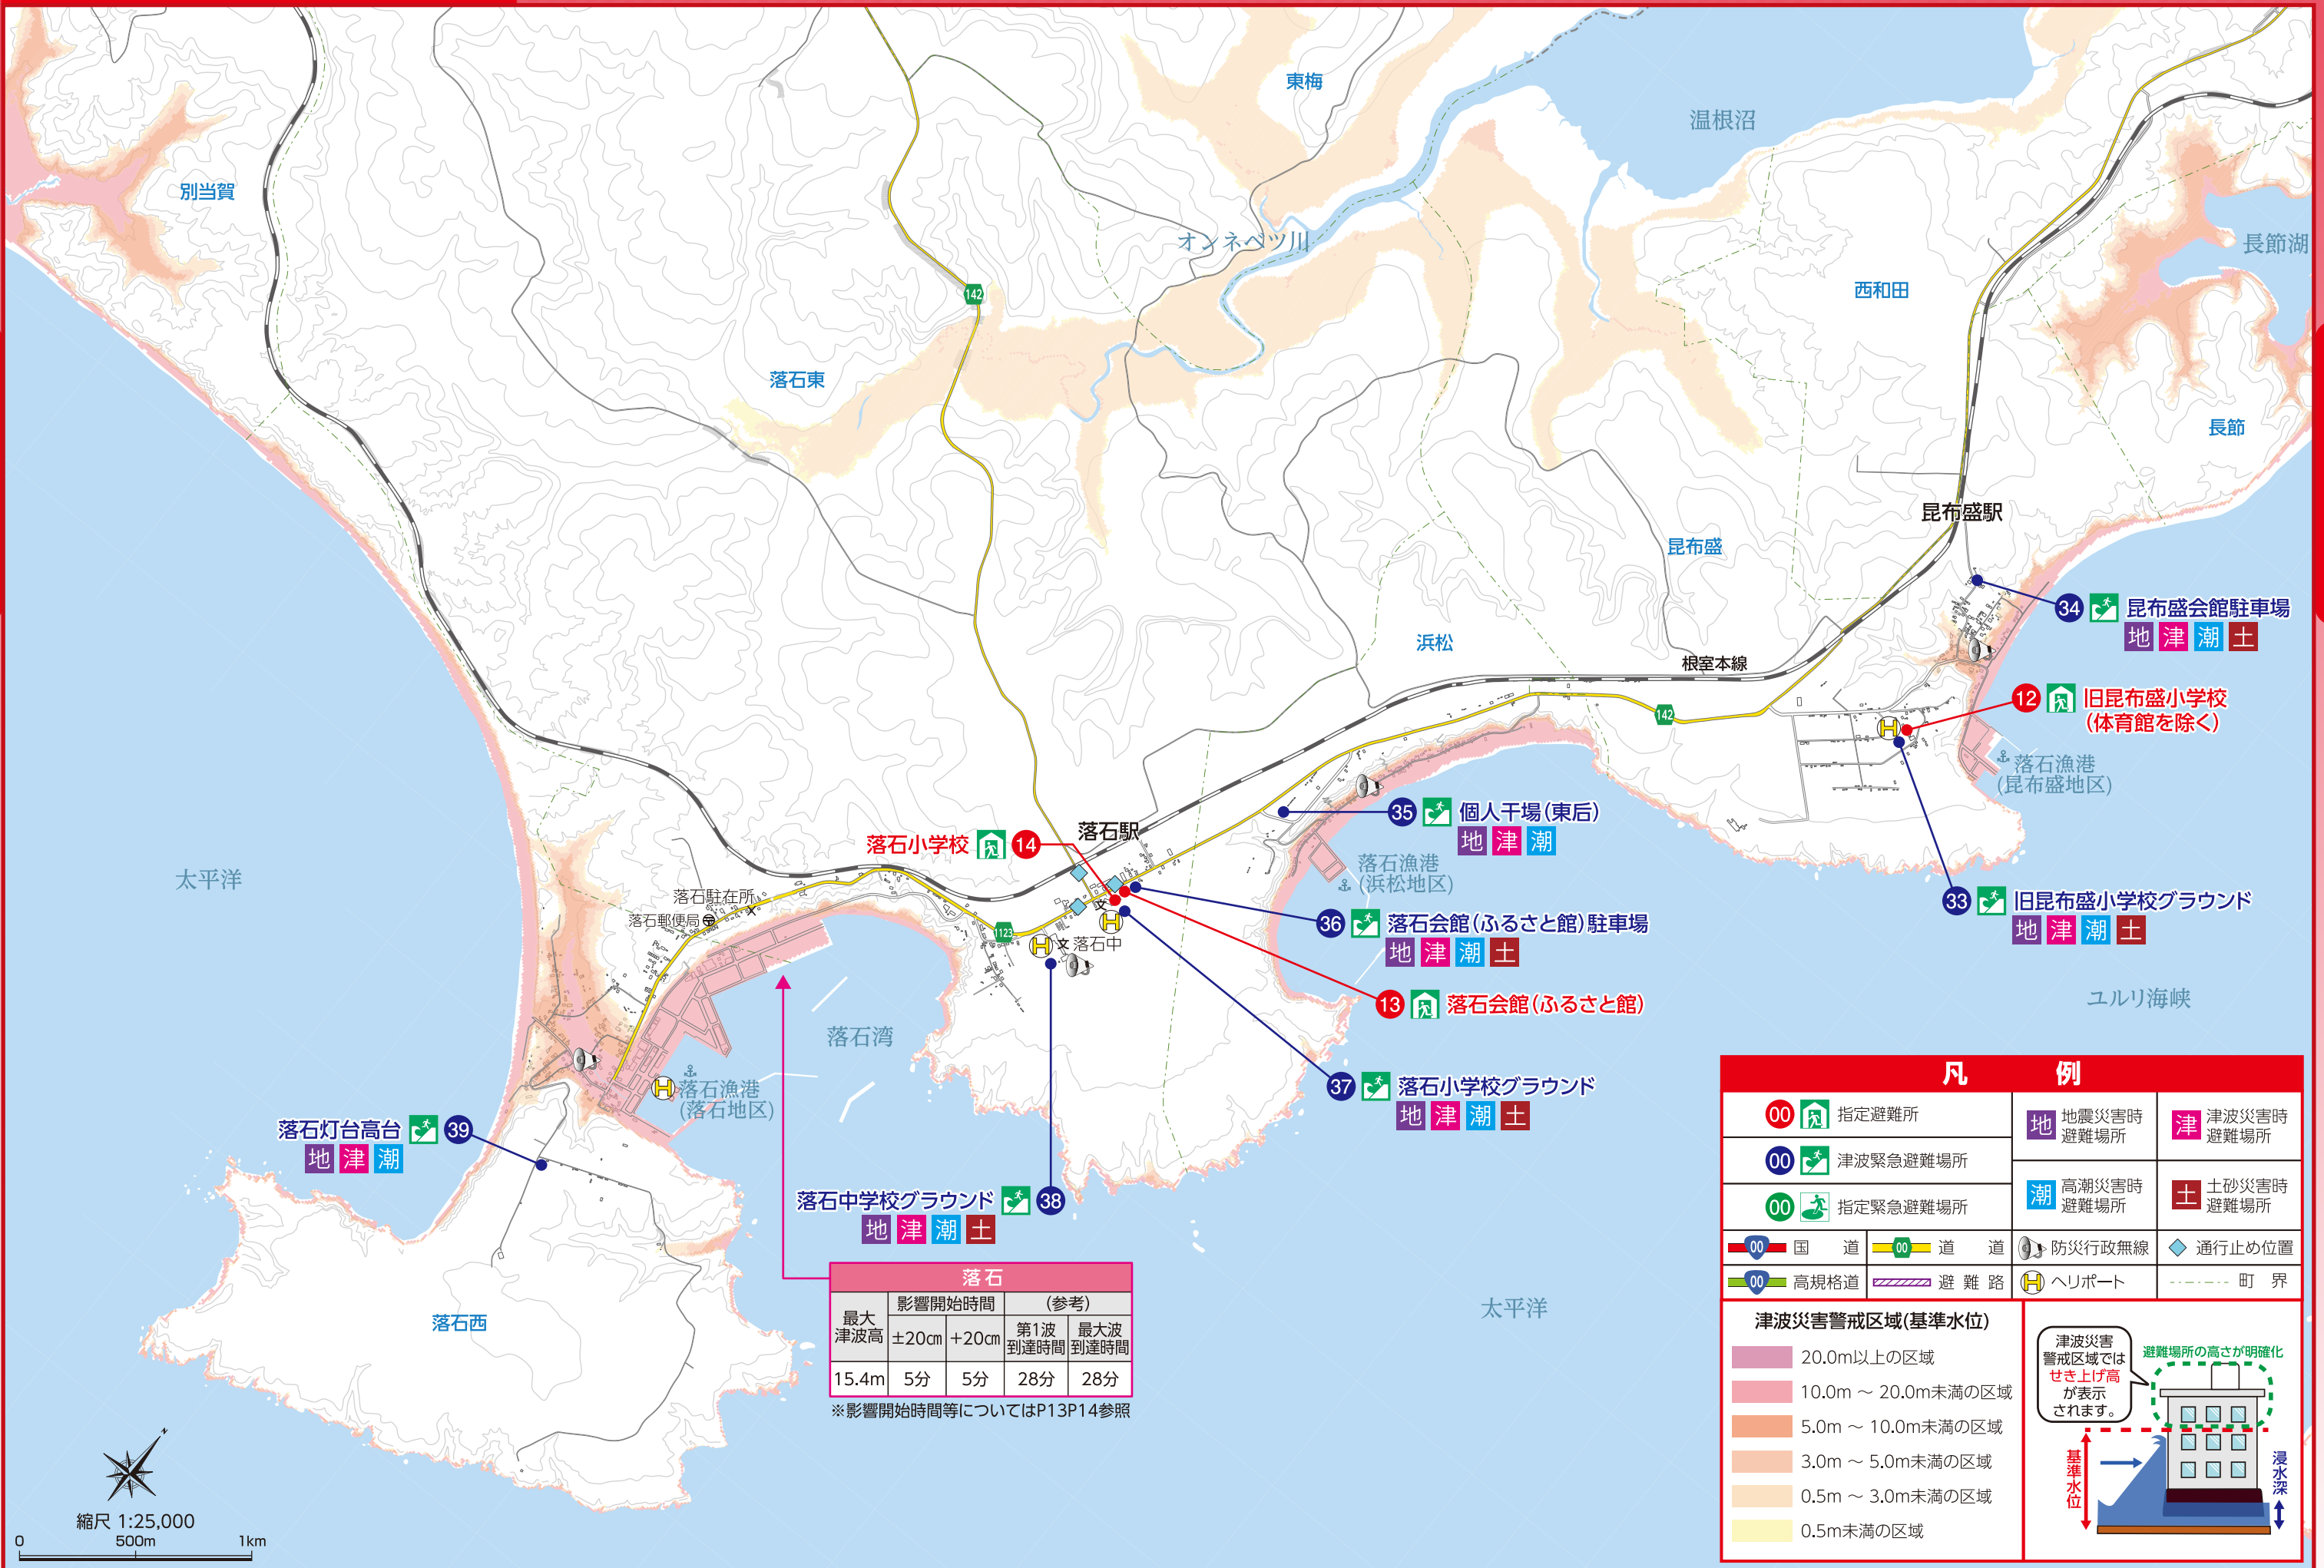 東梅
温根沼
別当賀
オンネベツ川
長節湖
西和田
142
落石東
長節
昆布盛駅
昆布盛
34 昆布盛会館駐車場
地 津 潮 土
浜松
根室本線
142
12 旧昆布盛小学校
(体育館を除く)
落石漁港
(昆布盛地区)
35 個人干場(東后)
地 津 潮
落石駅
落石小学校 14
落石漁港
(浜松地区)
太平洋
落石駐在所
落石郵便局
33 旧昆布盛小学校グラウンド
地 津 潮 土
36 落石会館(ふるさと館)駐車場
地 津 潮 土
1123
文
文 落石中
13 落石会館(ふるさと館)
ユルリ海峡
落石湾
37 落石小学校グラウンド
地 津 潮 土
落石漁港
(落石地区)
落石灯台高台 39
地 津 潮
落石中学校グラウンド 38
地 津 潮 土
落石西
太平洋
落石
最大
津波高
影響開始時間
(参考)
±20㎝
+20㎝
第1波
到達時間
最大波
到達時間
15.4m 5分 5分 28分 28分
※影響開始時間等についてはP13P14参照
N
縮尺 1:25,000
0 500m 1km
凡 例
00 指定避難所
00 津波緊急避難場所
00 指定緊急避難場所
地 地震災害時
避難場所
津 津波災害時
避難場所
潮 高潮災害時
避難場所
土 土砂災害時
避難場所
00 国 道
00 道 道
防災行政無線
通行止め位置
00 高規格道
避 難 路
H ヘリポート
町 界
津波災害警戒区域(基準水位)
20.0m以上の区域
10.0m ～ 20.0m未満の区域
5.0m ～ 10.0m未満の区域
3.0m ～ 5.0m未満の区域
0.5m ～ 3.0m未満の区域
0.5m未満の区域
津波災害
警戒区域では
せき上げ高
が表示
されます。
避難場所の高さが明確化
基準水位
浸水深